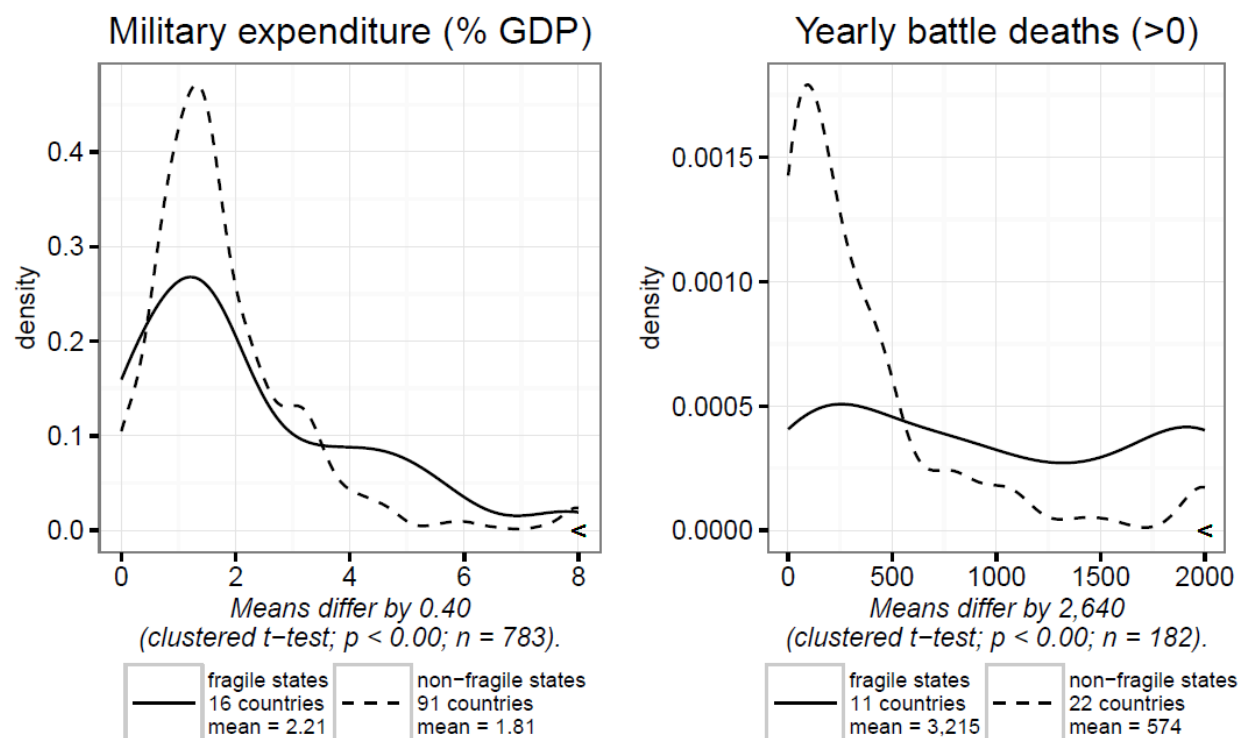 Military expenditure (% GDP)
density
0.4
0.3
0.2
0.1
0.0
0 2 4 6 8
<
Means differ by 0.40
(clustered t−test; p < 0.00; n = 783).
fragile states
16 countries
mean = 2.21
non−fragile states
91 countries
mean = 1.81
Yearly battle deaths (>0)
density
0.0015
0.0010
0.0005
0.0000
0 500 1000 1500 2000
<
Means differ by 2,640
(clustered t−test; p < 0.00; n = 182).
fragile states
11 countries
mean = 3,215
non−fragile states
22 countries
mean = 574